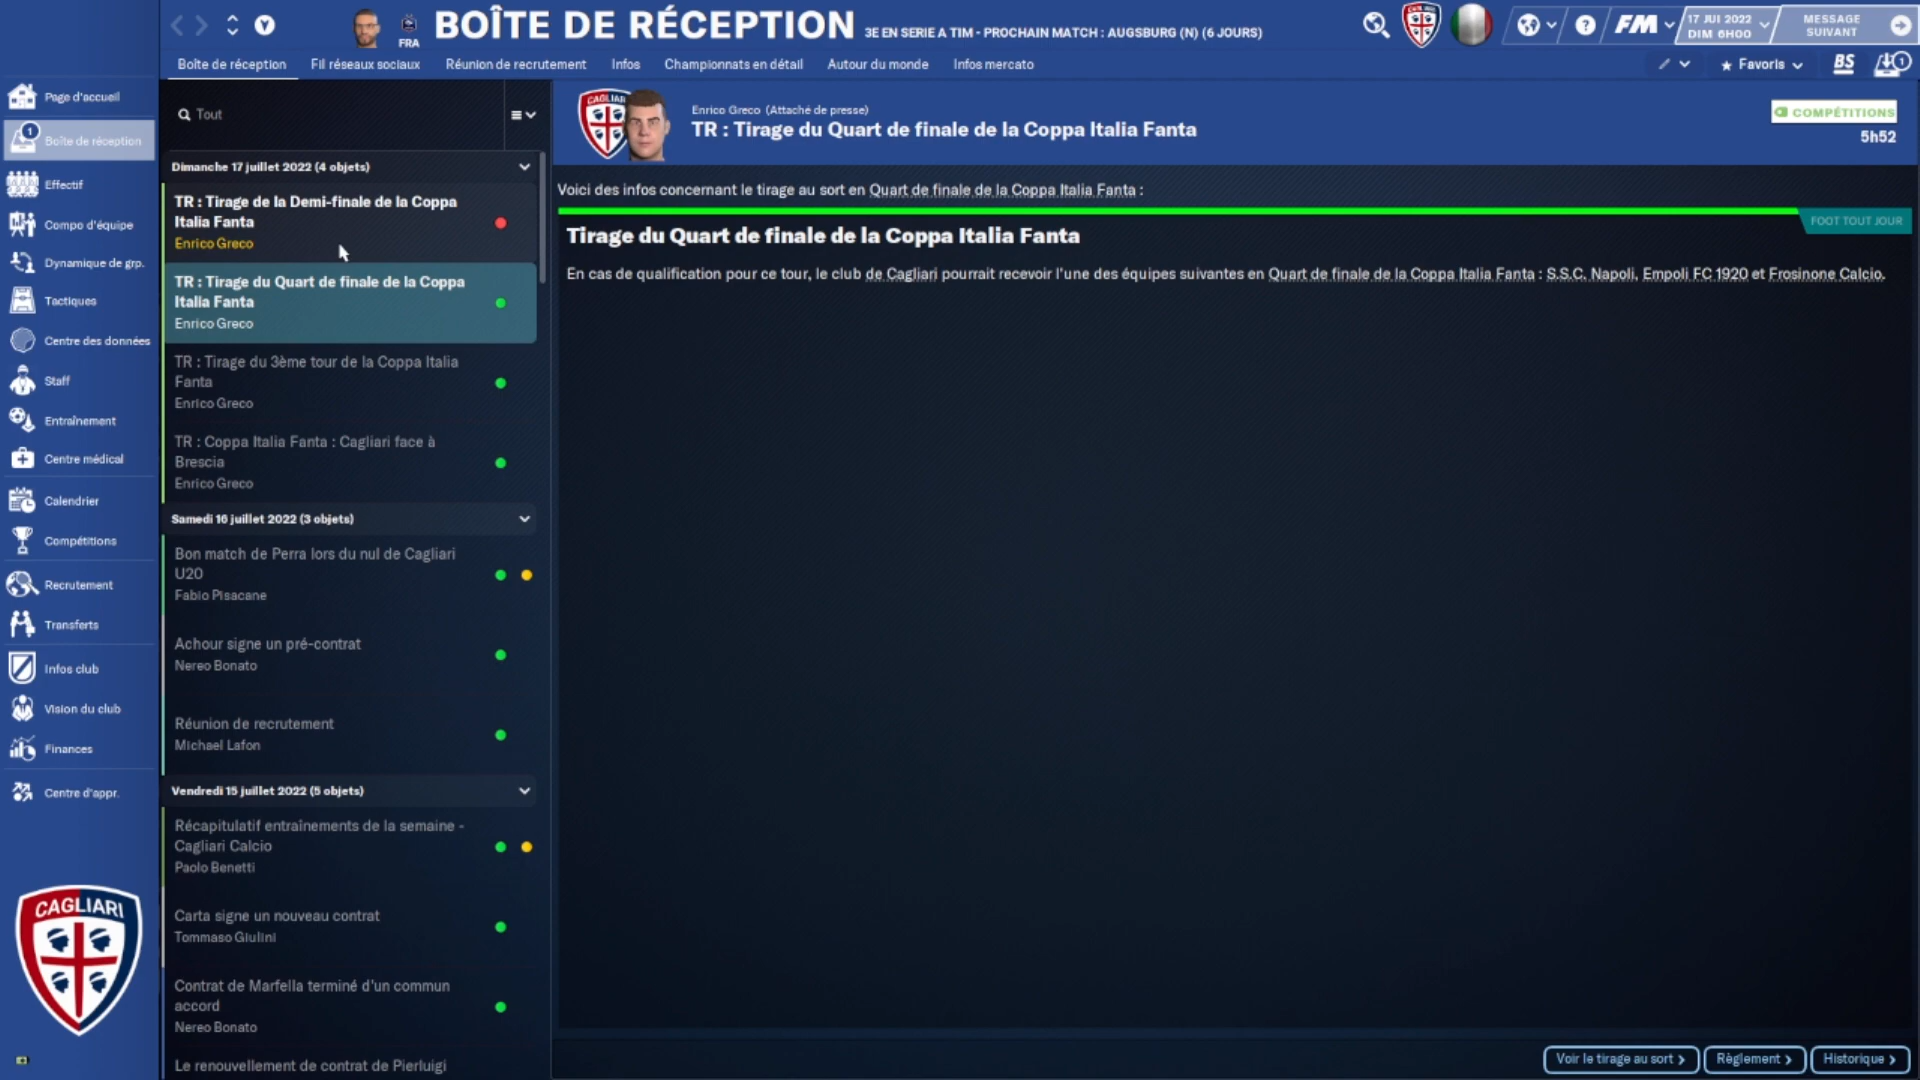 BOÎTE DE RÉCEPTION
3E EN SERIE A TIM - PROCHAIN MATCH : AUGSBURG (N) (6 JOURS)
FRA
Y
FM
17 JUI 2022
DIM 6H00
MESSAGE
SUIVANT
Boîte de réception
Fil réseaux sociaux
Réunion de recrutement
Infos
Championnats en détail
Autour du monde
Infos mercato
Favoris
BS
1
Page d'accueil
1
Boîte de réception
Effectif
Compo d'équipe
Dynamique de grp.
Tactiques
Centre des données
Staff
Entraînement
Centre médical
Calendrier
Compétitions
Recrutement
Transferts
Infos club
Vision du club
Finances
Centre d'appr.
CAGLIARI
Tout
Dimanche 17 juillet 2022 (4 objets)
TR : Tirage de la Demi-finale de la Coppa
Italia Fanta
Enrico Greco
TR : Tirage du Quart de finale de la Coppa
Italia Fanta
Enrico Greco
TR : Tirage du 3ème tour de la Coppa Italia
Fanta
Enrico Greco
TR : Coppa Italia Fanta : Cagliari face à
Brescia
Enrico Greco
Samedi 16 juillet 2022 (3 objets)
Bon match de Perra lors du nul de Cagliari
U20
Fabio Pisacane
Achour signe un pré-contrat
Nereo Bonato
Réunion de recrutement
Michael Lafon
Vendredi 15 juillet 2022 (5 objets)
Récapitulatif entraînements de la semaine -
Cagliari Calcio
Paolo Benetti
Carta signe un nouveau contrat
Tommaso Giulini
Contrat de Marfella terminé d'un commun
accord
Nereo Bonato
Le renouvellement de contrat de Pierluigi
CAGLIARI
Enrico Greco (Attaché de presse)
TR : Tirage du Quart de finale de la Coppa Italia Fanta
COMPÉTITIONS
5h52
Voici des infos concernant le tirage au sort en Quart de finale de la Coppa Italia Fanta :
FOOT TOUT JOUR
Tirage du Quart de finale de la Coppa Italia Fanta
En cas de qualification pour ce tour, le club de Cagliari pourrait recevoir l'une des équipes suivantes en Quart de finale de la Coppa Italia Fanta : S.S.C. Napoli, Empoli FC 1920 et Frosinone Calcio.
Voir le tirage au sort
Règlement
Historique